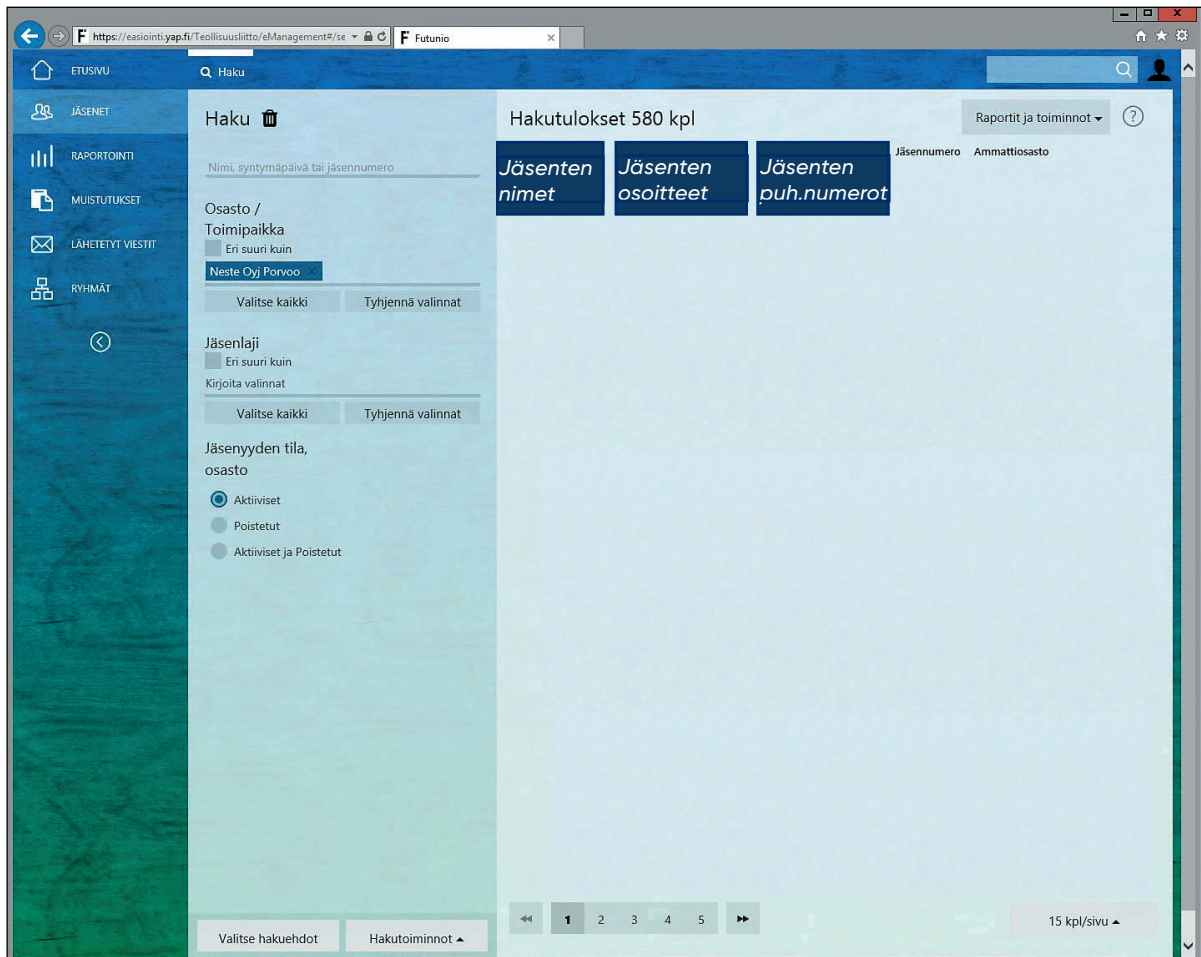 https://easiointi.yap.fi/Teollisuusliitto/eManagement#/se
Futunio
ETUSIVU
Haku
JÄSENET
RAPORTOINTI
MUISTUTUKSET
LÄHETETYT VIESTIT
RYHMÄT
Haku
Nimi, syntymäpäivä tai jäsennumero
Osasto /
Toimipaikka
Eri suuri kuin
Neste Oyj Porvoo ×
Valitse kaikki Tyhjennä valinnat
Jäsenlaji
Eri suuri kuin
Kirjoita valinnat
Valitse kaikki Tyhjennä valinnat
Jäsenyyden tila,
osasto
Aktiiviset
Poistetut
Aktiiviset ja Poistetut
Valitse hakuehdot Hakutoiminnot
Hakutulokset 580 kpl
Raportit ja toiminnot
?
Jäsenten
nimet
Jäsenten
osoitteet
Jäsenten
puh.numerot
Jäsennumero Ammattiosasto
1 2 3 4 5
15 kpl/sivu